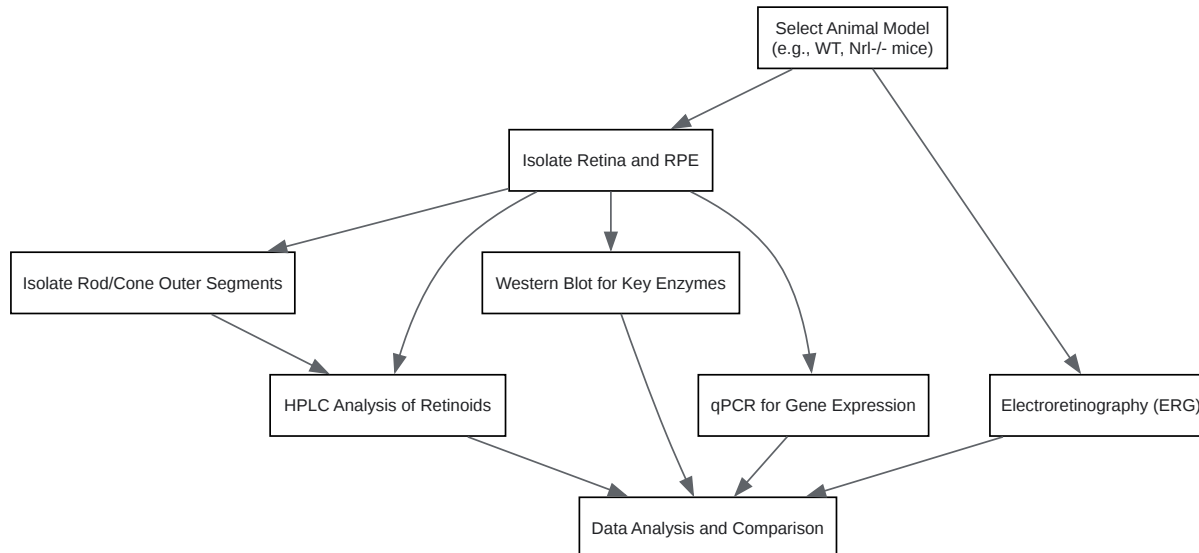 Select Animal Model
(e.g., WT, Nrl-/- mice)
Isolate Retina and RPE
Isolate Rod/Cone Outer Segments
Western Blot for Key Enzymes
HPLC Analysis of Retinoids
qPCR for Gene Expression
Electroretinography (ERG)
Data Analysis and Comparison